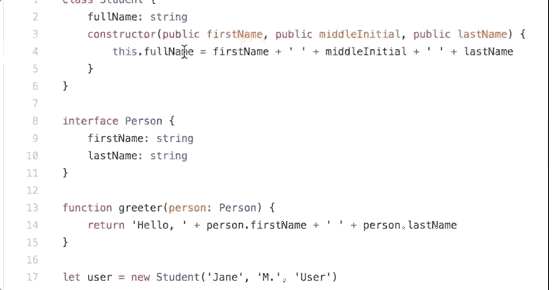 1 class Student {
2 fullName: string
3 constructor(public firstName, public middleInitial, public lastName) {
4 this.fullName = firstName + ' ' + middleInitial + ' ' + lastName
5 }
6 }
7
8 interface Person {
9 firstName: string
10 lastName: string
11 }
12
13 function greeter(person: Person) {
14 return 'Hello, ' + person.firstName + ' ' + person.lastName
15 }
16
17 let user = new Student('Jane', 'M.', 'User')